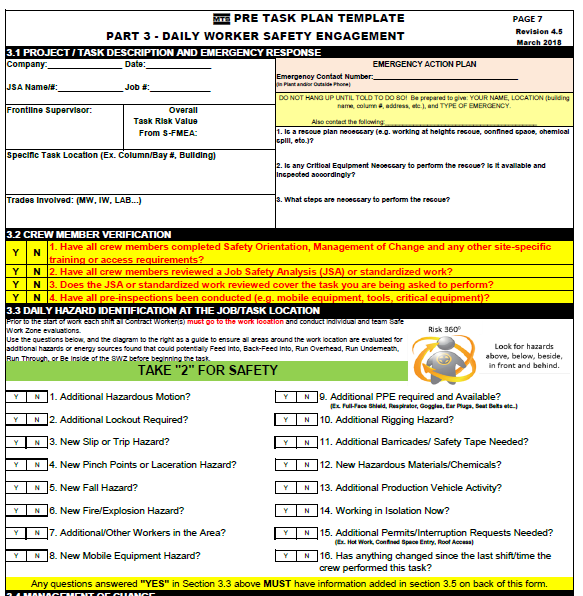 MTS PRE TASK PLAN TEMPLATE
PAGE 7
PART 3 - DAILY WORKER SAFETY ENGAGEMENT
Revision 4.5
March 2018
3.1 PROJECT / TASK DESCRIPTION AND EMERGENCY RESPONSE
Company: Date:
JSA Name/#: Job #:
EMERGENCY ACTION PLAN
Emergency Contact Number:
(In Plant and/or Outside Phone)
Frontline Supervisor:
Overall
Task Risk Value
From S-FMEA:
DO NOT HANG UP UNTIL TOLD TO DO SO! Be prepared to give: YOUR NAME, LOCATION (building
name, column #, address, etc.), and TYPE OF EMERGENCY.
Also contact the following:
Specific Task Location (Ex. Column/Bay #, Building)
1. Is a rescue plan necessary (e.g. working at heights rescue, confined space, chemical
spill, etc.)?
2. Is any Critical Equipment Necessary to perform the rescue? Is it available and
inspected accordingly?
Trades Involved: (MW, IW, LAB...)
3. What steps are necessary to perform the rescue?
3.2 CREW MEMBER VERIFICATION
Y N 1. Have all crew members completed Safety Orientation, Management of Change and any other site-specific
training or access requirements?
Y N 2. Have all crew members reviewed a Job Safety Analysis (JSA) or standardized work?
Y N 3. Does the JSA or standardized work reviewed cover the task you are being asked to perform?
Y N 4. Have all pre-inspections been conducted (e.g. mobile equipment, tools, critical equipment)?
3.3 DAILY HAZARD IDENTIFICATION AT THE JOB/TASK LOCATION
Prior to the start of work each shift all Contract Worker(s) must go to the work location and conduct individual and team Safe
Work Zone evaluations.
Use the questions below, and the diagram to the right as a guide to ensure all areas around the work location are evaluated for
additional hazards or energy sources found that could potentially Feed into, Back-Feed Into, Run Overhead, Run Underneath,
Run Through, or Be inside of the SWZ before beginning the task.
Risk 360⁰
Look for hazards
above, below, beside,
in front and behind.
TAKE "2" FOR SAFETY
Y N 1. Additional Hazardous Motion?
Y N 2. Additional Lockout Required?
Y N 3. New Slip or Trip Hazard?
Y N 4. New Pinch Points or Laceration Hazard?
Y N 5. New Fall Hazard?
Y N 6. New Fire/Explosion Hazard?
Y N 7. Additional/Other Workers in the Area?
Y N 8. New Mobile Equipment Hazard?
Y N 9. Additional PPE required and Available?
(Ex. Full-Face Shield, Respirator, Goggles, Ear Plugs, Seat Belts etc..)
Y N 10. Additional Rigging Hazard?
Y N 11. Additional Barricades/ Safety Tape Needed?
Y N 12. New Hazardous Materials/Chemicals?
Y N 13. Additional Production Vehicle Activity?
Y N 14. Working in Isolation Now?
Y N 15. Additional Permits/Interruption Requests Needed?
(Ex. Hot Work, Confined Space Entry, Roof Access)
Y N 16. Has anything changed since the last shift/time the
crew performed this task?
Any questions answered "YES" in Section 3.3 above MUST have information added in section 3.5 on back of this form.
3.4 MANAGEMENT OF CHANGE